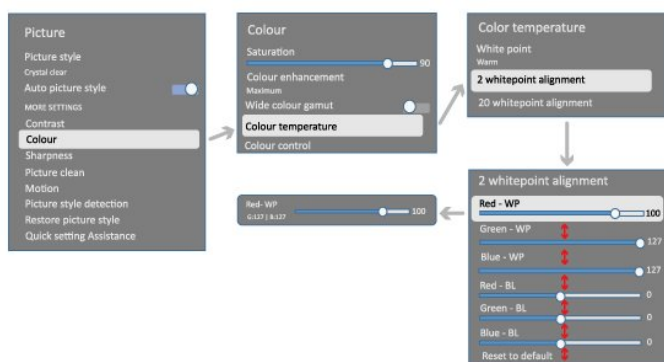 Picture
Picture style
Crystal clear
Auto picture style
MORE SETTINGS
Contrast
Colour
Sharpness
Picture clean
Motion
Picture style detection
Restore picture style
Quick setting Assistance
Colour
Saturation
90
Colour enhancement
Maximum
Wide colour gamut
Colour temperature
Colour control
Color temperature
White point
Warm
2 whitepoint alignment
20 whitepoint alignment
2 whitepoint alignment
Red - WP
100
Green - WP
127
Blue - WP
127
Red - BL
0
Green - BL
0
Blue - BL
0
Reset to default
Red- WP
G:127 | B:127
100